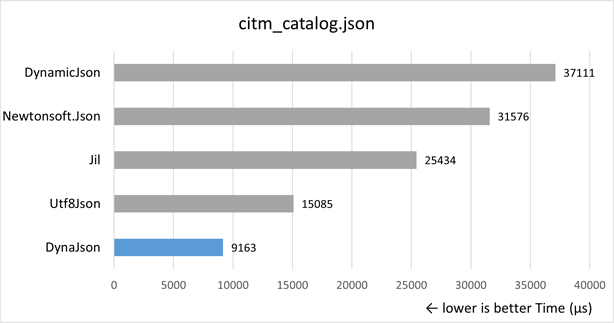 citm_catalog.json
DynamicJson 37111
Newtonsoft.Json 31576
Jil 25434
Utf8Json 15085
DynaJson 9163
0 5000 10000 15000 20000 25000 30000 35000 40000
← lower is better Time (µs)